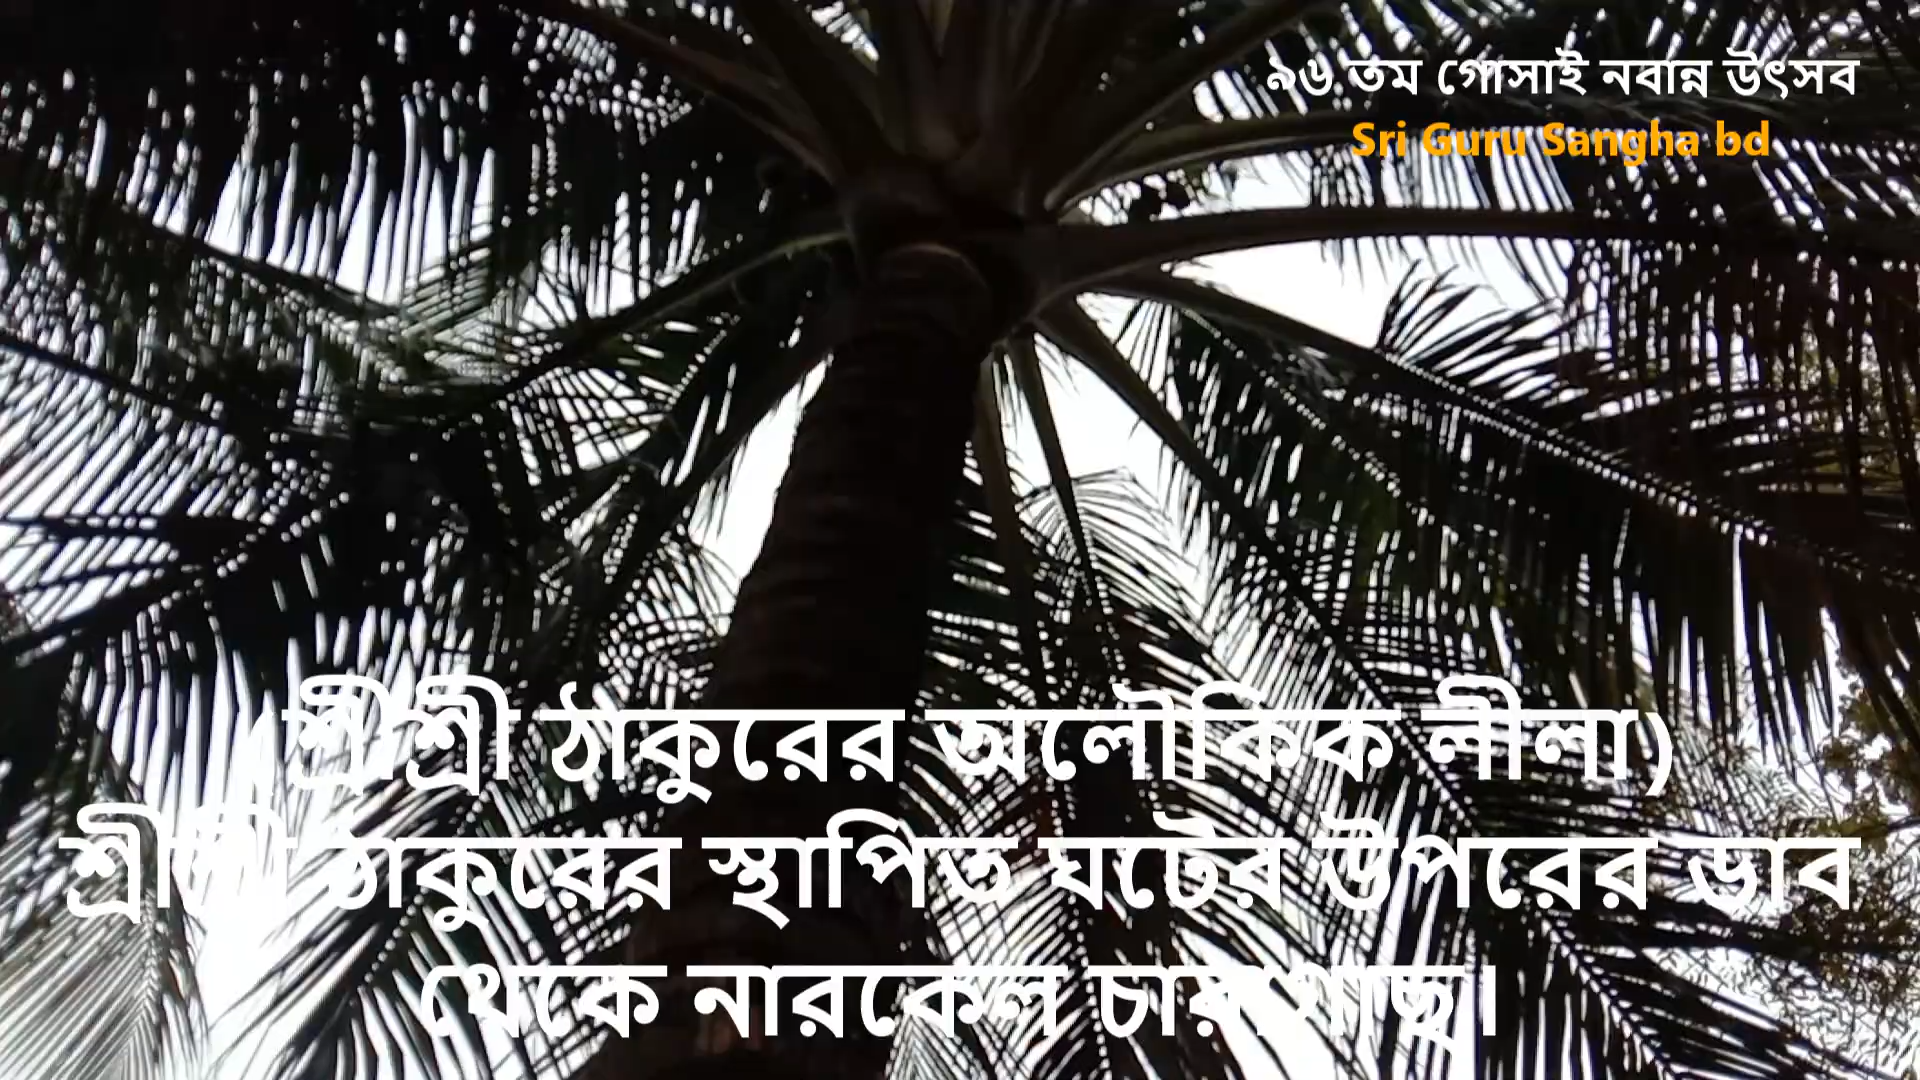 ৯৬ তম গোসাই নবান্ন উৎসব
Sri Guru Sangha bd
(শ্রীশ্রী ঠাকুরের অলৌকিক লীলা)
শ্রীশ্রী ঠাকুরের স্থাপিত ঘটের উপরের ডাব
থেকে নারকেল চারাগাছ।